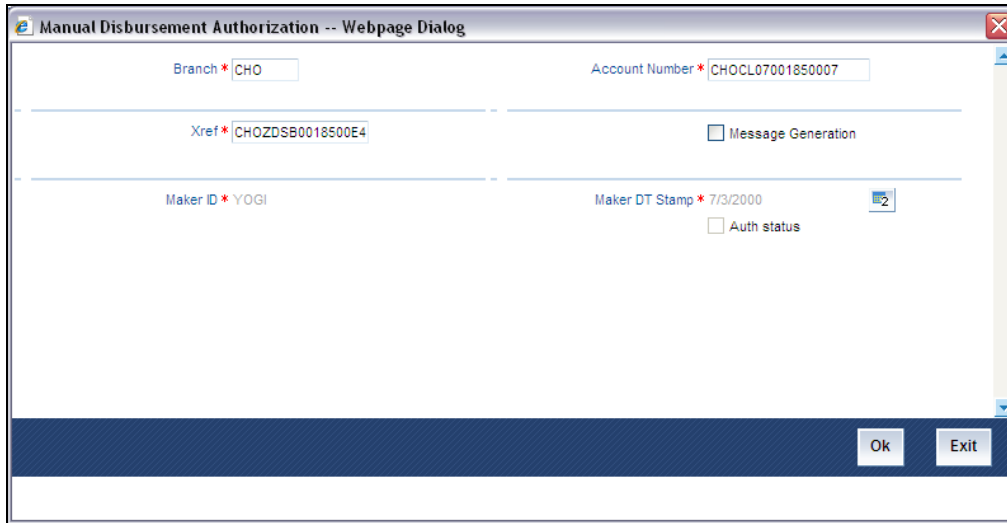 Manual Disbursement Authorization -- Webpage Dialog
Branch * CHO
Account Number * CHOCL07001850007
Xref * CHOZDSB0018500E4
Message Generation
Maker ID * YOGI
Maker DT Stamp * 7/3/2000
2
Auth status
Ok
Exit